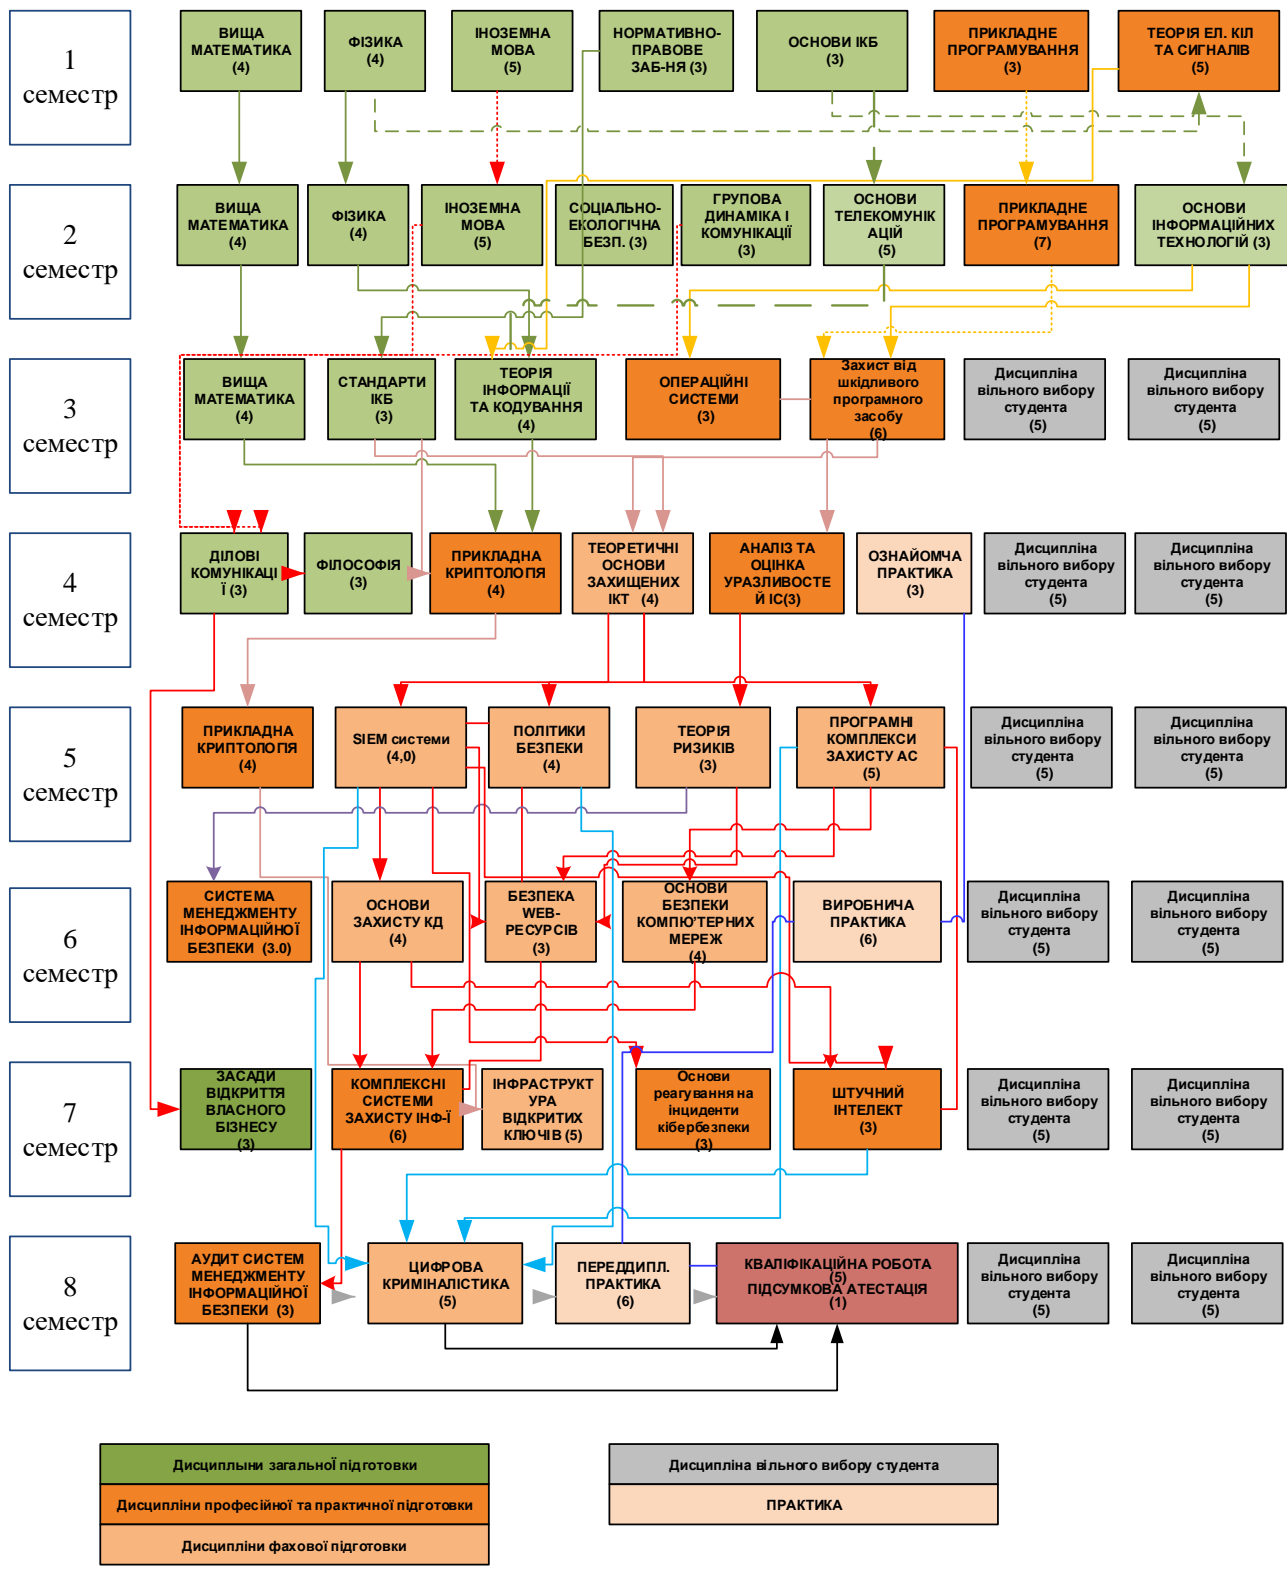 1
семестр
ВИЩА
МАТЕМАТИКА
(4)
ФІЗИКА
(4)
ІНОЗЕМНА
МОВА
(5)
НОРМАТИВНО-
ПРАВОВЕ
ЗАБ-НЯ (3)
ОСНОВИ ІКБ
(3)
ПРИКЛАДНЕ
ПРОГРАМУВАННЯ
(3)
ТЕОРІЯ ЕЛ. КІЛ
ТА СИГНАЛІВ
(5)
2
семестр
ВИЩА
МАТЕМАТИКА
(4)
ФІЗИКА
(4)
ІНОЗЕМНА
МОВА
(5)
СОЦІАЛЬНО-
ЕКОЛОГІЧНА
БЕЗП. (3)
ГРУПОВА
ДИНАМІКА І
КОМУНІКАЦІЇ
(3)
ОСНОВИ
ТЕЛЕКОМУНІК
АЦІЙ
(5)
ПРИКЛАДНЕ
ПРОГРАМУВАННЯ
(7)
ОСНОВИ
ІНФОРМАЦІЙНИХ
ТЕХНОЛОГІЙ (3)
3
семестр
ВИЩА
МАТЕМАТИКА
(4)
СТАНДАРТИ
ІКБ
(3)
ТЕОРІЯ
ІНФОРМАЦІЇ
ТА КОДУВАННЯ
(4)
ОПЕРАЦІЙНІ
СИСТЕМИ
(3)
Захист від
шкідливого
програмного
засобу
(6)
Дисципліна
вільного вибору
студента
(5)
Дисципліна
вільного вибору
студента
(5)
4
семестр
ДІЛОВІ
КОМУНІКАЦІ
Ї (3)
ФІЛОСОФІЯ
(3)
ПРИКЛАДНА
КРИПТОЛОГІЯ
(4)
ТЕОРЕТИЧНІ
ОСНОВИ
ЗАХИЩЕНИХ
ІКТ (4)
АНАЛІЗ ТА
ОЦІНКА
УРАЗЛИВОСТЕ
Й ІС(3)
ОЗНАЙОМЧА
ПРАКТИКА
(3)
Дисципліна
вільного вибору
студента
(5)
Дисципліна
вільного вибору
студента
(5)
5
семестр
ПРИКЛАДНА
КРИПТОЛОГІЯ
(4)
SIEM системи
(4,0)
ПОЛІТИКИ
БЕЗПЕКИ
(4)
ТЕОРІЯ
РИЗИКІВ
(3)
ПРОГРАМНІ
КОМПЛЕКСИ
ЗАХИСТУ АС
(5)
Дисципліна
вільного вибору
студента
(5)
Дисципліна
вільного вибору
студента
(5)
6
семестр
СИСТЕМА
МЕНЕДЖМЕНТУ
ІНФОРМАЦІЙНОЇ
БЕЗПЕКИ (3.0)
ОСНОВИ
ЗАХИСТУ КД
(4)
БЕЗПЕКА
WEB-
РЕСУРСІВ
(3)
ОСНОВИ
БЕЗПЕКИ
КОМПЮ’ТЕРНИХ
МЕРЕЖ
(4)
ВИРОБНИЧА
ПРАКТИКА
(6)
Дисципліна
вільного вибору
студента
(5)
Дисципліна
вільного вибору
студента
(5)
7
семестр
ЗАСАДИ
ВІДКРИТТЯ
ВЛАСНОГО
БІЗНЕСУ
(3)
КОМПЛЕКСНІ
СИСТЕМИ
ЗАХИСТУ ІНФ-Ї
(6)
ІНФРАСТРУКТ
УРА
ВІДКРИТИХ
КЛЮЧІВ (5)
Основи
реагування на
інциденти
кібербезпеки
(3)
ШТУЧНИЙ
ІНТЕЛЕКТ
(3)
Дисципліна
вільного вибору
студента
(5)
Дисципліна
вільного вибору
студента
(5)
8
семестр
АУДИТ СИСТЕМ
МЕНЕДЖМЕНТУ
ІНФОРМАЦІЙНОЇ
БЕЗПЕКИ (3)
ЦИФРОВА
КРИМІНАЛІСТИКА
(5)
ПЕРЕДДИПЛ.
ПРАКТИКА
(6)
КВАЛІФІКАЦІЙНА РОБОТА
(5)
ПІДСУМКОВА АТЕСТАЦІЯ
(1)
Дисципліна
вільного вибору
студента
(5)
Дисципліна
вільного вибору
студента
(5)
Дисциплыни загальної підготовки
Дисципліни професійної та практичної підготовки
Дисципліни фахової підготовки
Дисципліна вільного вибору студента
ПРАКТИКА